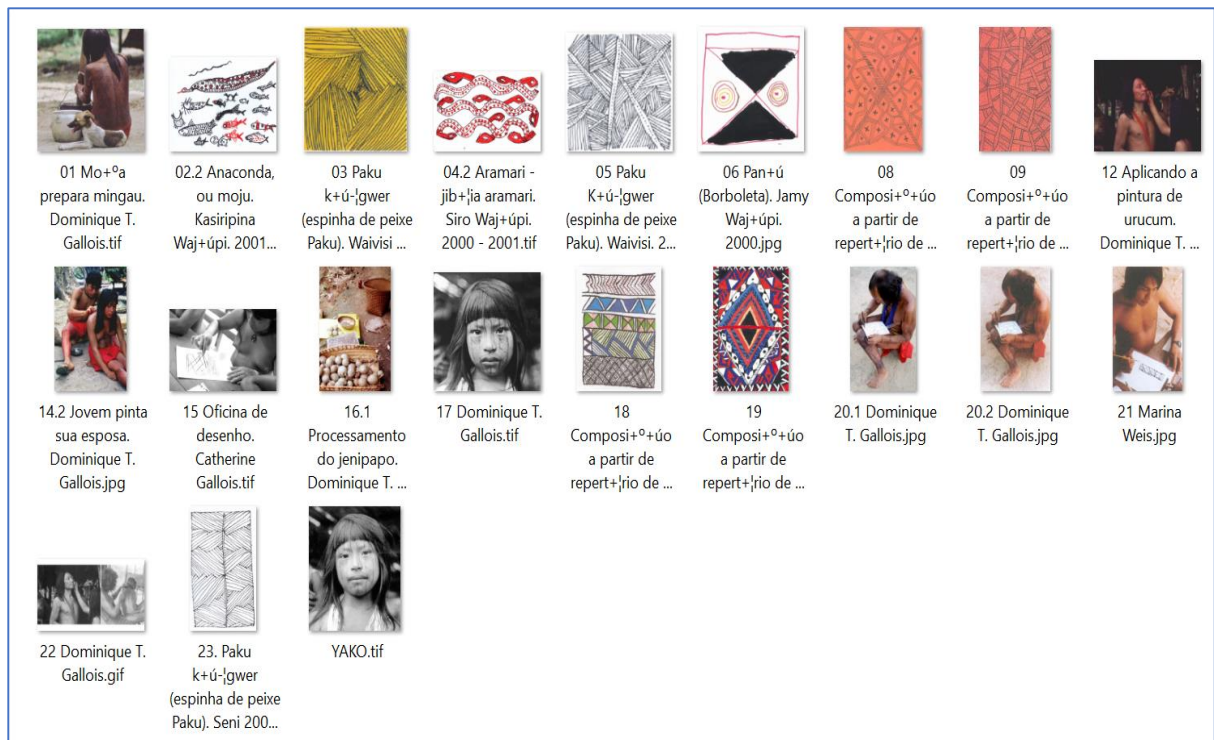 01 Mo+ºa
prepara mingau.
Dominique T.
Gallois.tif
02.2 Anaconda,
ou moju.
Kasiripina
Waj+úpi. 2001...
03 Paku
k+ú-¦gwer
(espinha de peixe
Paku). Waivisi ...
04.2 Aramari -
jib+¦ia aramari.
Siro Waj+úpi.
2000 - 2001.tif
05 Paku
K+ú-¦gwer
(espinha de peixe
Paku). Waivisi. 2...
06 Pan+ú
(Borboleta). Jamy
Waj+úpi.
2000.jpg
08
Composi+º+úo
a partir de
repert+¦rio de ...
09
Composi+º+úo
a partir de
repert+¦rio de ...
12 Aplicando a
pintura de
urucum.
Dominique T. ...
14.2 Jovem pinta
sua esposa.
Dominique T.
Gallois.jpg
15 Oficina de
desenho.
Catherine
Gallois.tif
16.1
Processamento
do jenipapo.
Dominique T. ...
17 Dominique T.
Gallois.tif
18
Composi+º+úo
a partir de
repert+¦rio de ...
19
Composi+º+úo
a partir de
repert+¦rio de ...
20.1 Dominique
T. Gallois.jpg
20.2 Dominique
T. Gallois.jpg
21 Marina
Weis.jpg
22 Dominique T.
Gallois.gif
23. Paku
k+ú-¦gwer
(espinha de peixe
Paku). Seni 200...
YAKO.tif